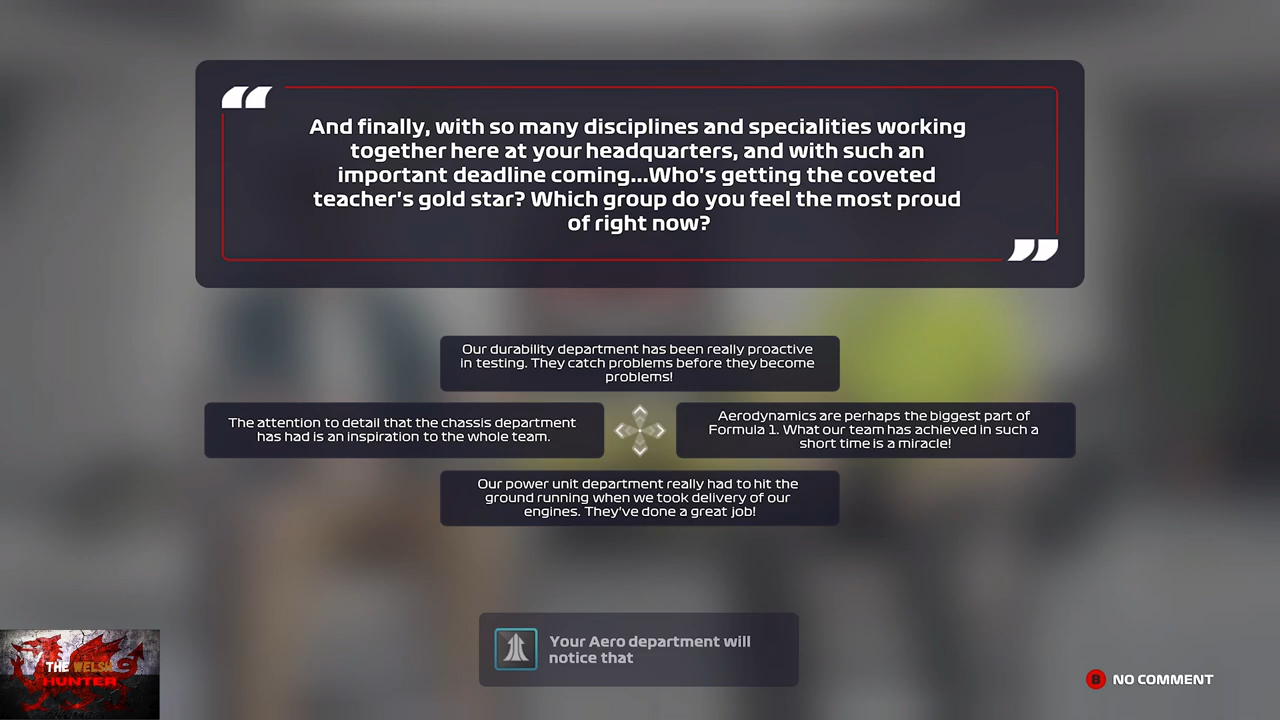 And finally, with so many disciplines and specialities working
together here at your headquarters, and with such an
important deadline coming...Who's getting the coveted
teacher's gold star? Which group do you feel the most proud
of right now?
Our durability department has been really proactive
in testing. They catch problems before they become
problems!
The attention to detail that the chassis department
has had is an inspiration to the whole team.
Aerodynamics are perhaps the biggest part of
Formula 1. What our team has achieved in such a
short time is a miracle!
Our power unit department really had to hit the
ground running when we took delivery of our
engines. They've done a great job!
Your Aero department will
notice that
THE WELSH
HUNTER
B NO COMMENT